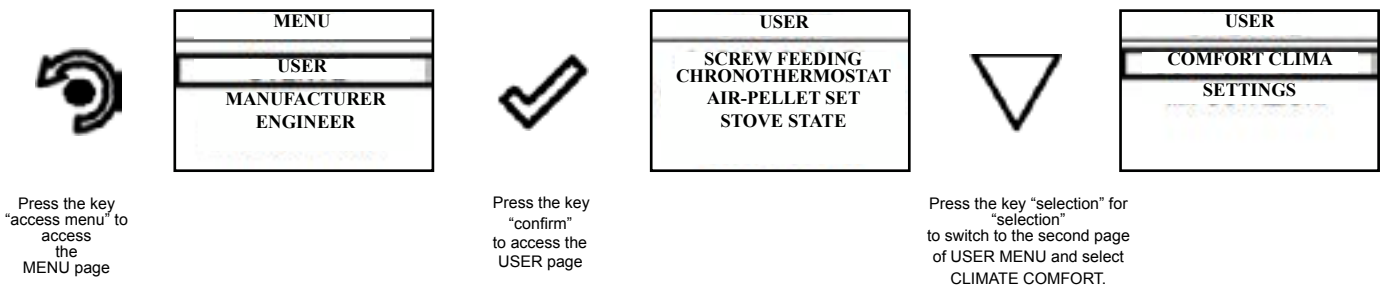 MENU
USER
MANUFACTURER
ENGINEER
USER
SCREW FEEDING
CHRONOTHERMOSTAT
AIR-PELLET SET
STOVE STATE
USER
COMFORT CLIMA
SETTINGS
Press the key
“access menu” to
access
the
MENU page
Press the key
“confirm”
to access the
USER page
Press the key “selection” for
“selection”
to switch to the second page
of USER MENU and select
CLIMATE COMFORT.